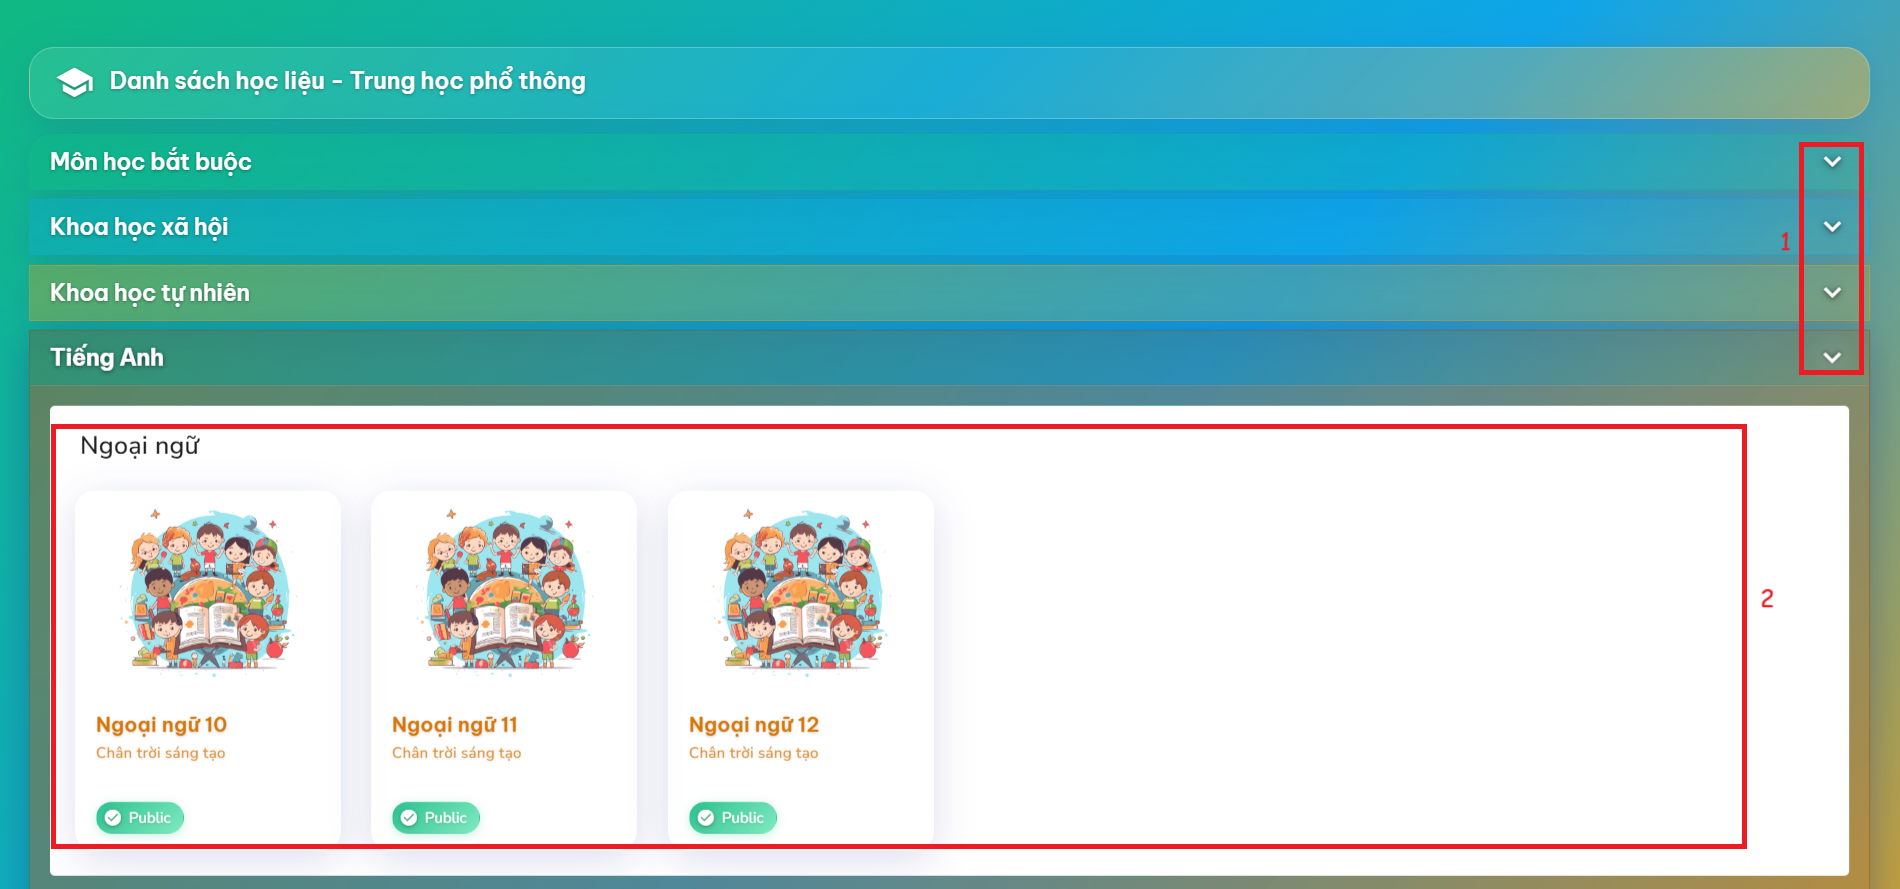 Danh sách học liệu - Trung học phổ thông
Môn học bắt buộc
Khoa học xã hội
1
Khoa học tự nhiên
Tiếng Anh
Ngoại ngữ
2
Ngoại ngữ 10
Chân trời sáng tạo
Public
Ngoại ngữ 11
Chân trời sáng tạo
Public
Ngoại ngữ 12
Chân trời sáng tạo
Public